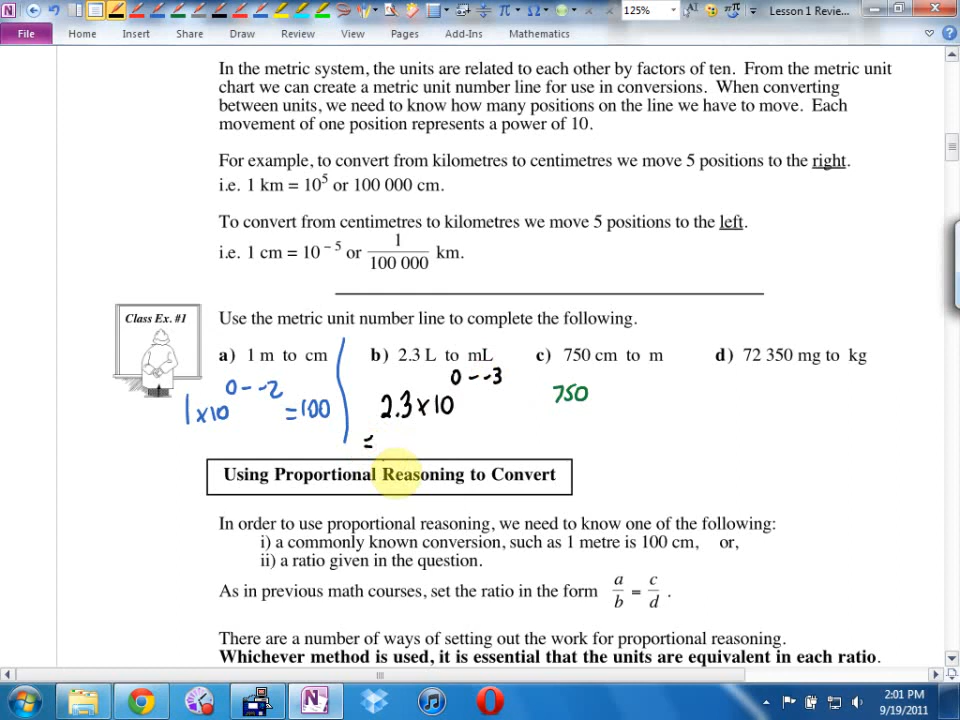 125%
Lesson 1 Revie...
File Home Insert Share Draw Review View Pages Add-Ins Mathematics
In the metric system, the units are related to each other by factors of ten. From the metric unit
chart we can create a metric unit number line for use in conversions. When converting
between units, we need to know how many positions on the line we have to move. Each
movement of one position represents a power of 10.
For example, to convert from kilometres to centimetres we move 5 positions to the right.
i.e. 1 km = 10⁵ or 100 000 cm.
To convert from centimetres to kilometres we move 5 positions to the left.
i.e. 1 cm = 10⁻⁵ or 1/100 000 km.
Class Ex. #1
Use the metric unit number line to complete the following.
a) 1 m to cm b) 2.3 L to mL c) 750 cm to m d) 72 350 mg to kg
0 - -2 0 - -3
1 x 10 = 100 2.3 x 10 750
=
Using Proportional Reasoning to Convert
In order to use proportional reasoning, we need to know one of the following:
i) a commonly known conversion, such as 1 metre is 100 cm, or,
ii) a ratio given in the question.
As in previous math courses, set the ratio in the form a/b = c/d .
There are a number of ways of setting out the work for proportional reasoning.
Whichever method is used, it is essential that the units are equivalent in each ratio.
2:01 PM
9/19/2011